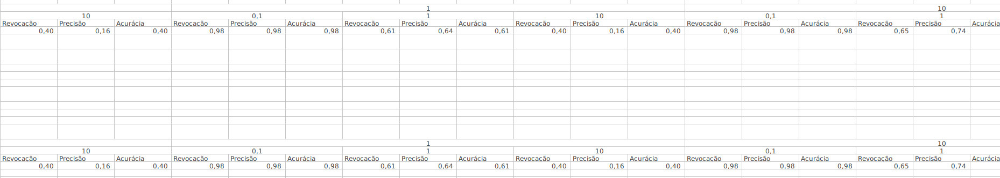 1 10
10 0,1 1 10 0,1 1
Revocação Precisão Acurácia Revocação Precisão Acurácia Revocação Precisão Acurácia Revocação Precisão Acurácia Revocação Precisão Acurácia Revocação Precisão Acurácia
0,40 0,16 0,40 0,98 0,98 0,98 0,61 0,64 0,61 0,40 0,16 0,40 0,98 0,98 0,98 0,65 0,74
1 10
10 0,1 1 10 0,1 1
Revocação Precisão Acurácia Revocação Precisão Acurácia Revocação Precisão Acurácia Revocação Precisão Acurácia Revocação Precisão Acurácia Revocação Precisão Acurácia
0,40 0,16 0,40 0,98 0,98 0,98 0,61 0,64 0,61 0,40 0,16 0,40 0,98 0,98 0,98 0,65 0,74